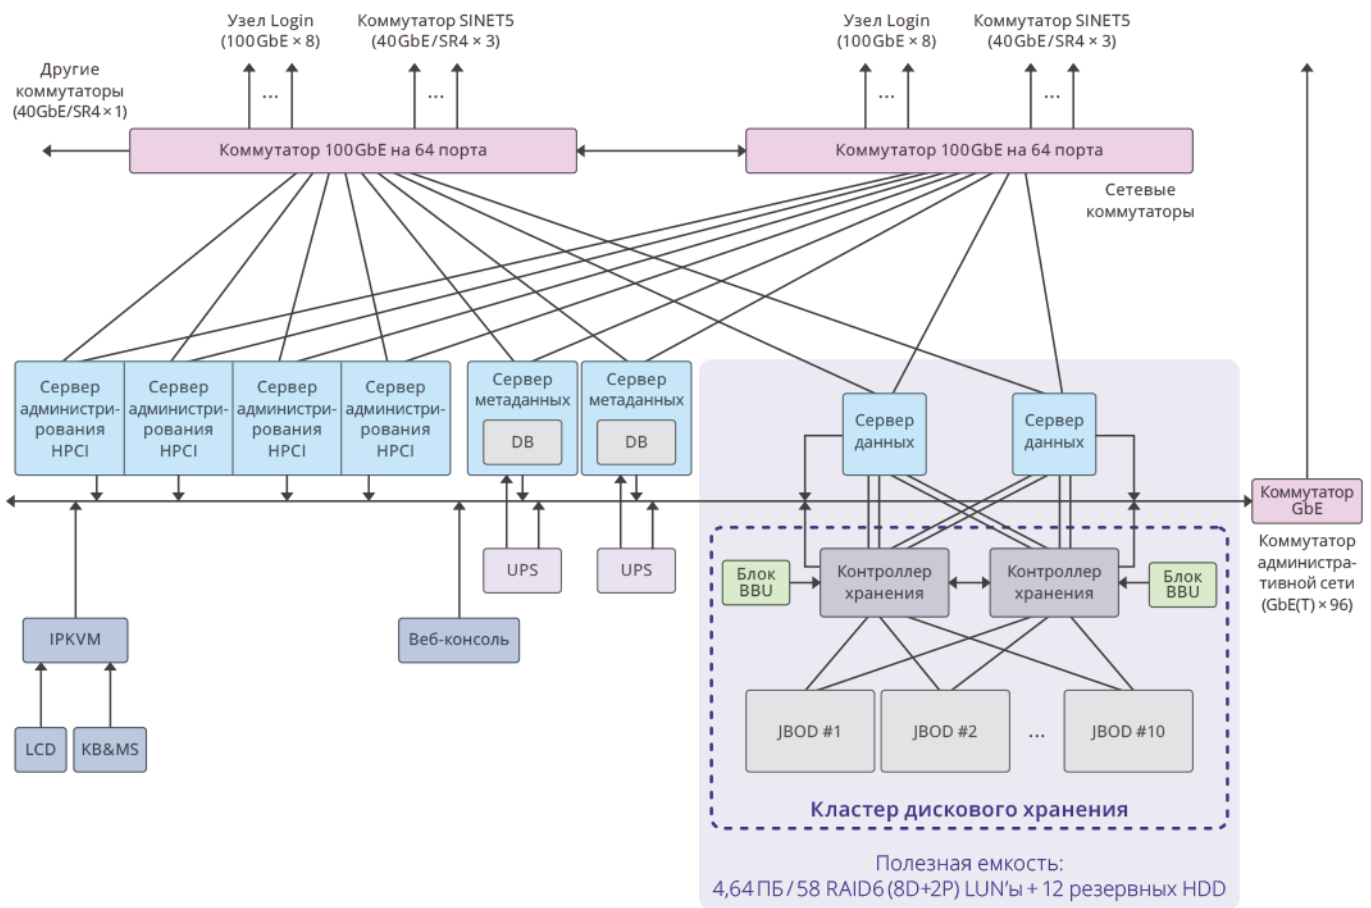 Узел Login
(100GbE × 8)
Коммутатор SINET5
(40GbE/SR4 × 3)
Узел Login
(100GbE × 8)
Коммутатор SINET5
(40GbE/SR4 × 3)
Другие
коммутаторы
(40GbE/SR4 × 1)
...
...
...
...
Коммутатор 100GbE на 64 порта
Коммутатор 100GbE на 64 порта
Сетевые
коммутаторы
Сервер
администри-
рования
HPCI
Сервер
администри-
рования
HPCI
Сервер
администри-
рования
HPCI
Сервер
администри-
рования
HPCI
Сервер
метаданных
DB
Сервер
метаданных
DB
Сервер
данных
Сервер
данных
Коммутатор
GbE
Коммутатор
администра-
тивной сети
(GbE(T) × 96)
UPS
UPS
Блок
BBU
Контроллер
хранения
Контроллер
хранения
Блок
BBU
IPKVM
Веб-консоль
LCD
KB&MS
JBOD #1
JBOD #2
...
JBOD #10
Кластер дискового хранения
Полезная емкость:
4,64 ПБ / 58 RAID6 (8D+2P) LUN’ы + 12 резервных HDD